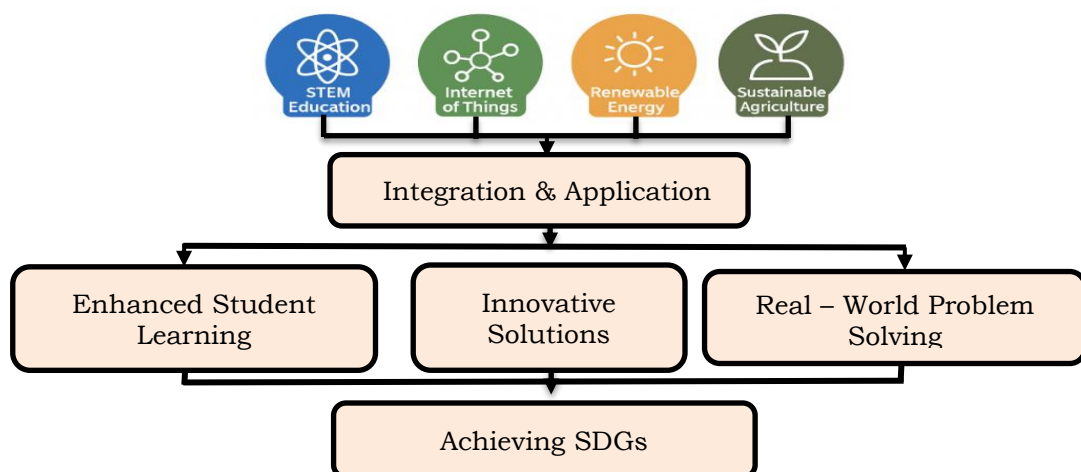 STEM
Education
Internet
of Things
Renewable
Energy
Sustainable
Agriculture
Integration & Application
Enhanced Student
Learning
Innovative
Solutions
Real – World Problem
Solving
Achieving SDGs